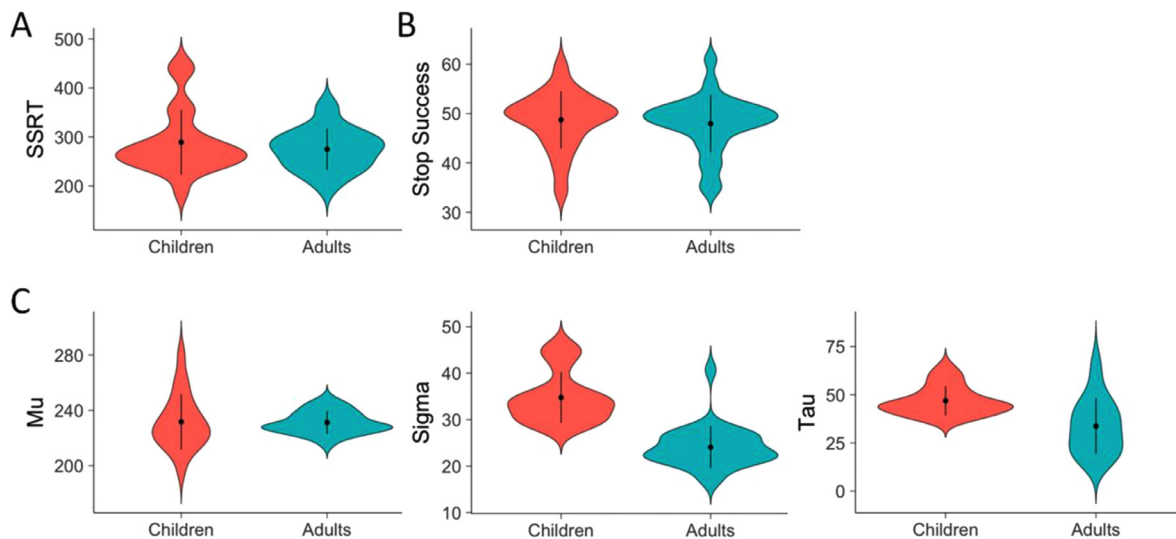 A
SSRT
500
400
300
200
Children
Adults
B
Stop Success
60
50
40
30
Children
Adults
C
Mu
280
240
200
Children
Adults
Sigma
50
40
30
20
10
Children
Adults
Tau
75
50
25
0
Children
Adults